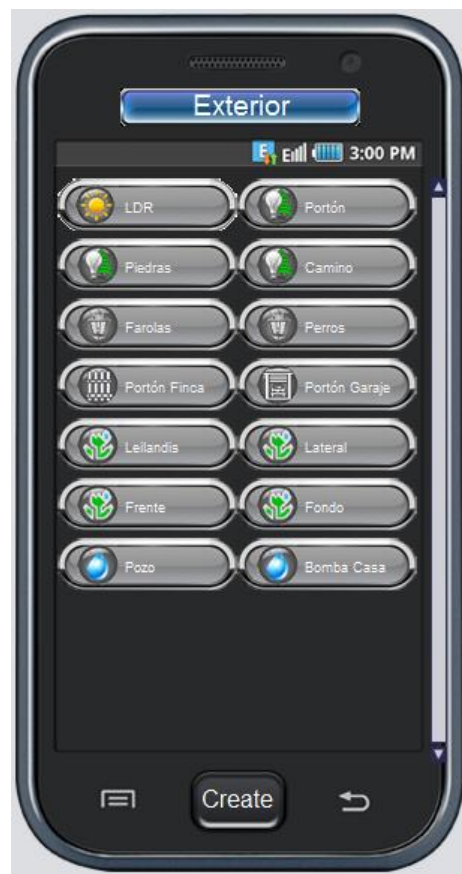 Exterior
3:00 PM
LDR Portón
Piedras Camino
Farolas Perros
Portón Finca Portón Garaje
Leilandis Lateral
Frente Fondo
Pozo Bomba Casa
Create